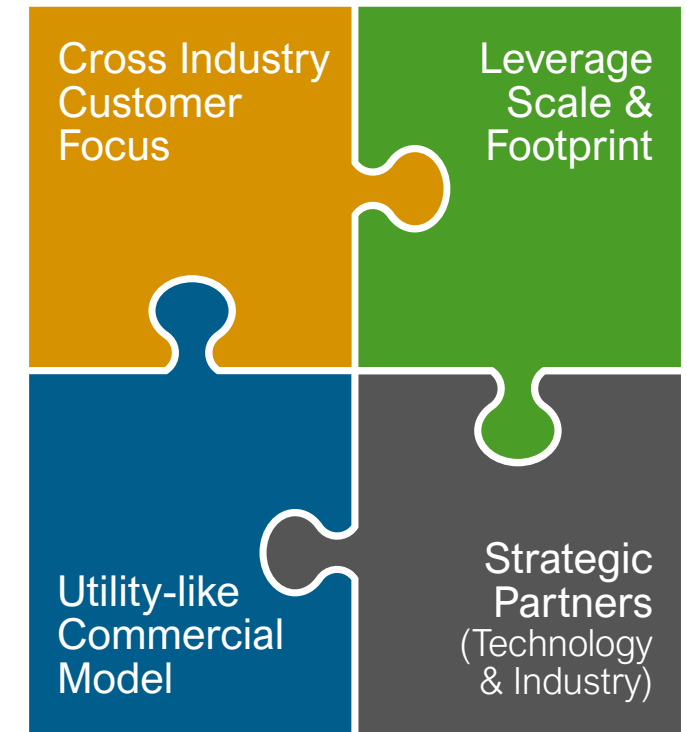 Cross Industry
Customer
Focus
Leverage
Scale &
Footprint
Utility-like
Commercial
Model
Strategic
Partners
(Technology
& Industry)